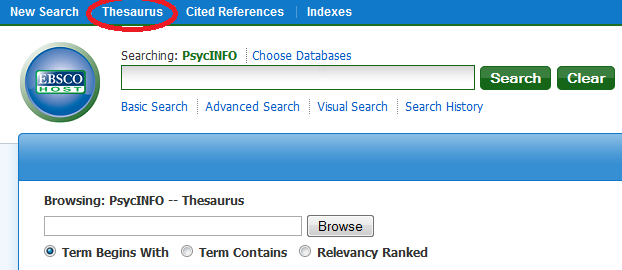 New Search Thesaurus Cited References Indexes
Searching: PsycINFO Choose Databases
EBSCO
HOST
Search Clear
Basic Search Advanced Search Visual Search Search History
Browsing: PsycINFO -- Thesaurus
Browse
Term Begins With Term Contains Relevancy Ranked